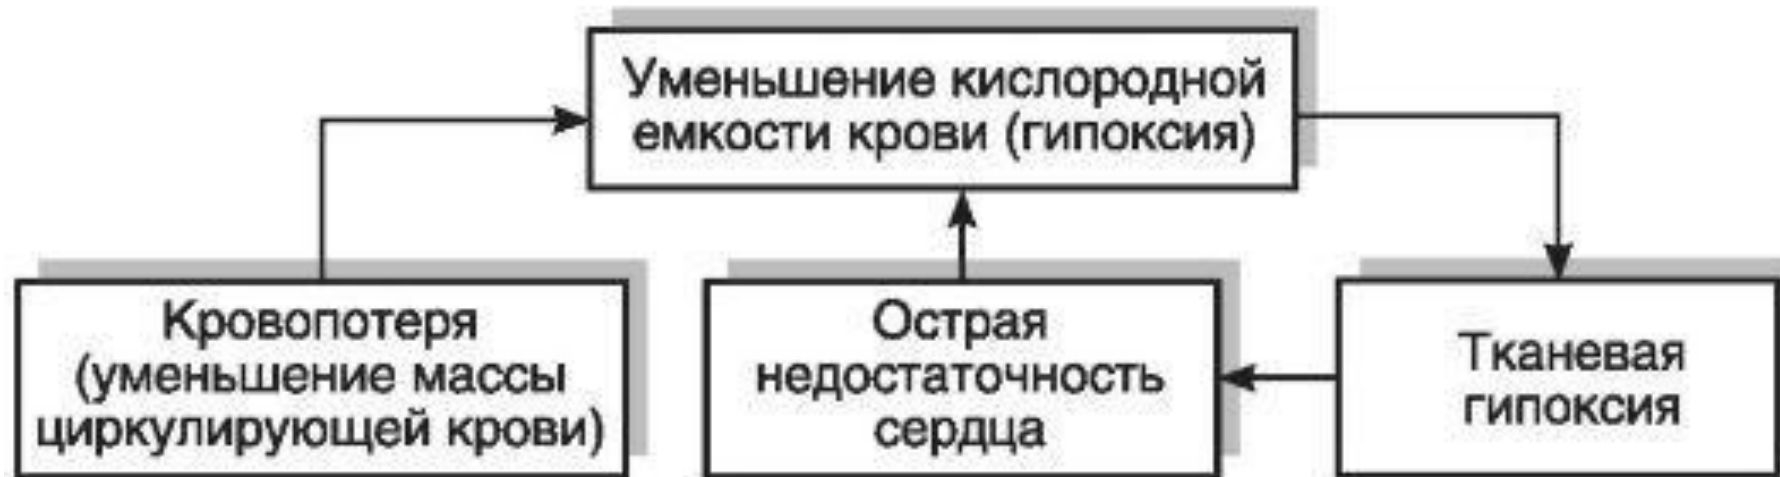 Уменьшение кислородной
емкости крови (гипоксия)
Кровопотеря
(уменьшение массы
циркулирующей крови)
Острая
недостаточность
сердца
Тканевая
гипоксия